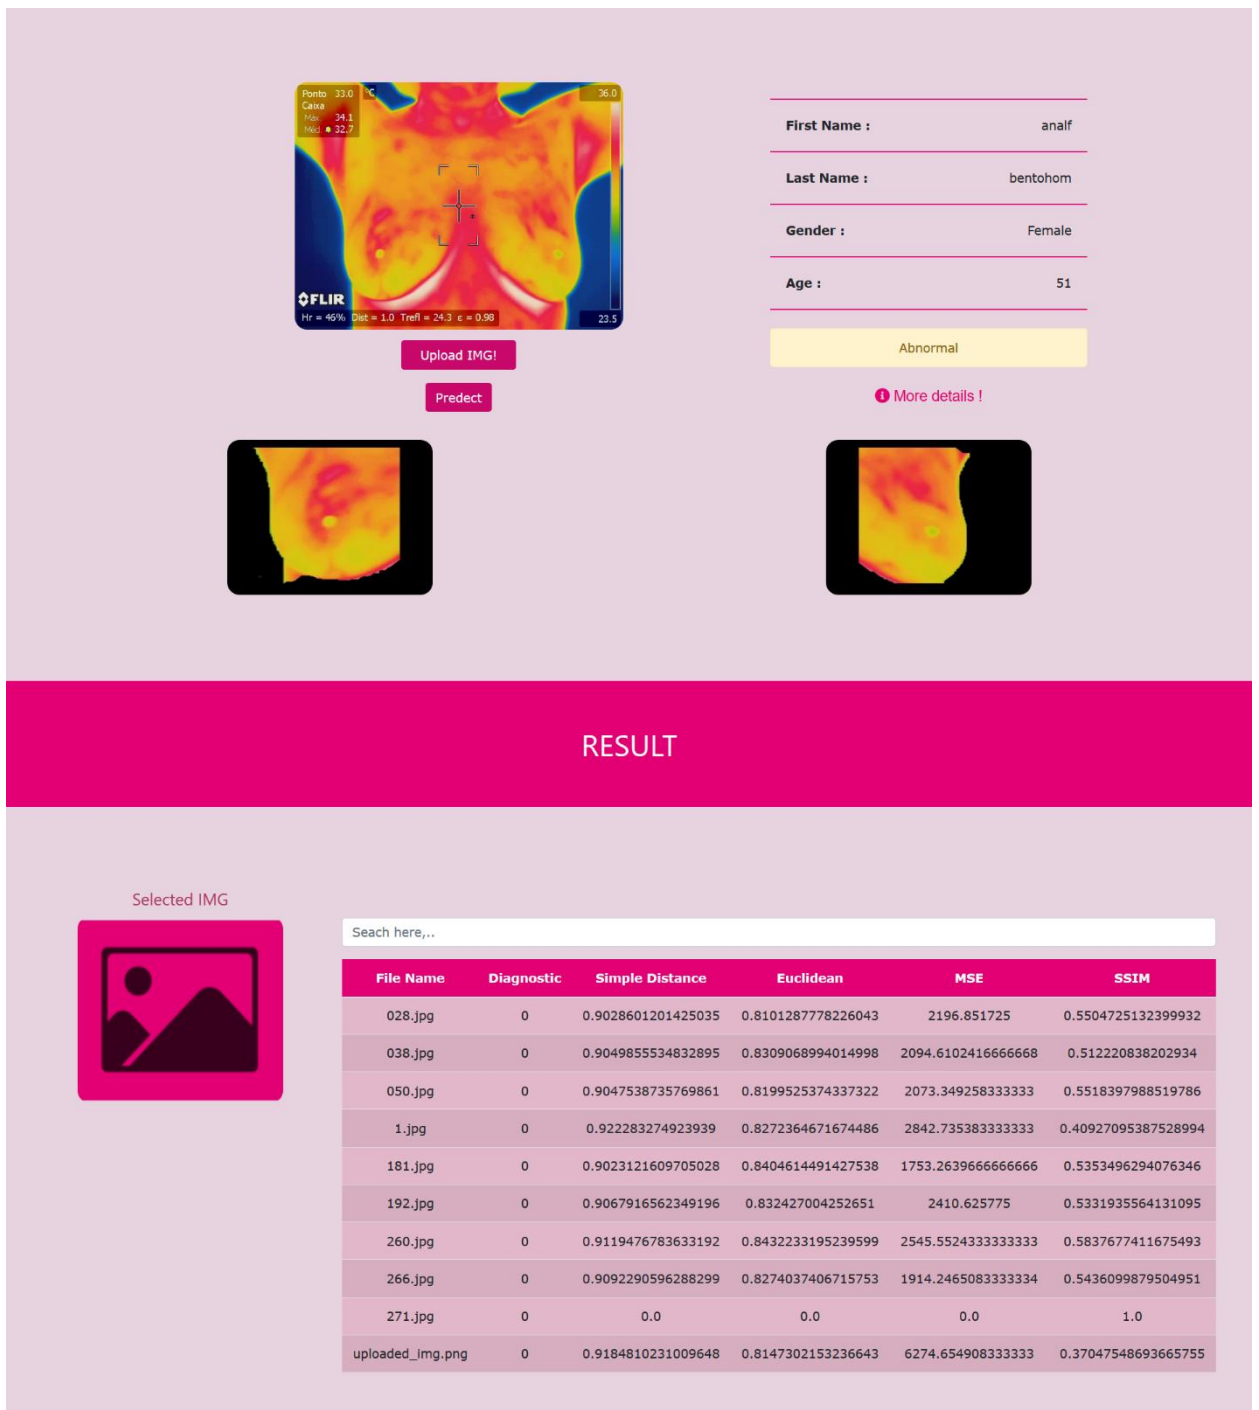 Ponto 33.0 °C
Caixa
Máx. 34.1
Méd. 32.7
36.0
FLIR
Hr = 46% Dist = 1.0 Trefl = 24.3 ε = 0.98
23.5
Upload IMG!
Predect
First Name : analf
Last Name : bentohom
Gender : Female
Age : 51
Abnormal
More details !
RESULT
Selected IMG
Seach here,..
File Name Diagnostic Simple Distance Euclidean MSE SSIM
028.jpg 0 0.9028601201425035 0.8101287778226043 2196.851725 0.5504725132399932
038.jpg 0 0.9049855534832895 0.8309068994014998 2094.6102416666668 0.512220838202934
050.jpg 0 0.9047538735769861 0.8199525374337322 2073.349258333333 0.5518397988519786
1.jpg 0 0.922283274923939 0.8272364671674486 2842.735383333333 0.40927095387528994
181.jpg 0 0.9023121609705028 0.8404614491427538 1753.2639666666666 0.5353496294076346
192.jpg 0 0.9067916562349196 0.832427004252651 2410.625775 0.5331935564131095
260.jpg 0 0.9119476783633192 0.8432233195239599 2545.5524333333333 0.5837677411675493
266.jpg 0 0.9092290596288299 0.8274037406715753 1914.2465083333334 0.5436099879504951
271.jpg 0 0.0 0.0 0.0 1.0
uploaded_img.png 0 0.9184810231009648 0.8147302153236643 6274.654908333333 0.37047548693665755